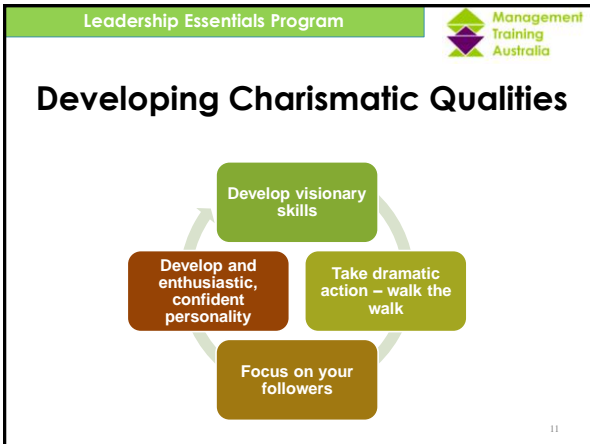 Leadership Essentials Program
Management
Training
Australia
Developing Charismatic Qualities
Develop visionary
skills
Take dramatic
action – walk the
walk
Focus on your
followers
Develop and
enthusiastic,
confident
personality
11